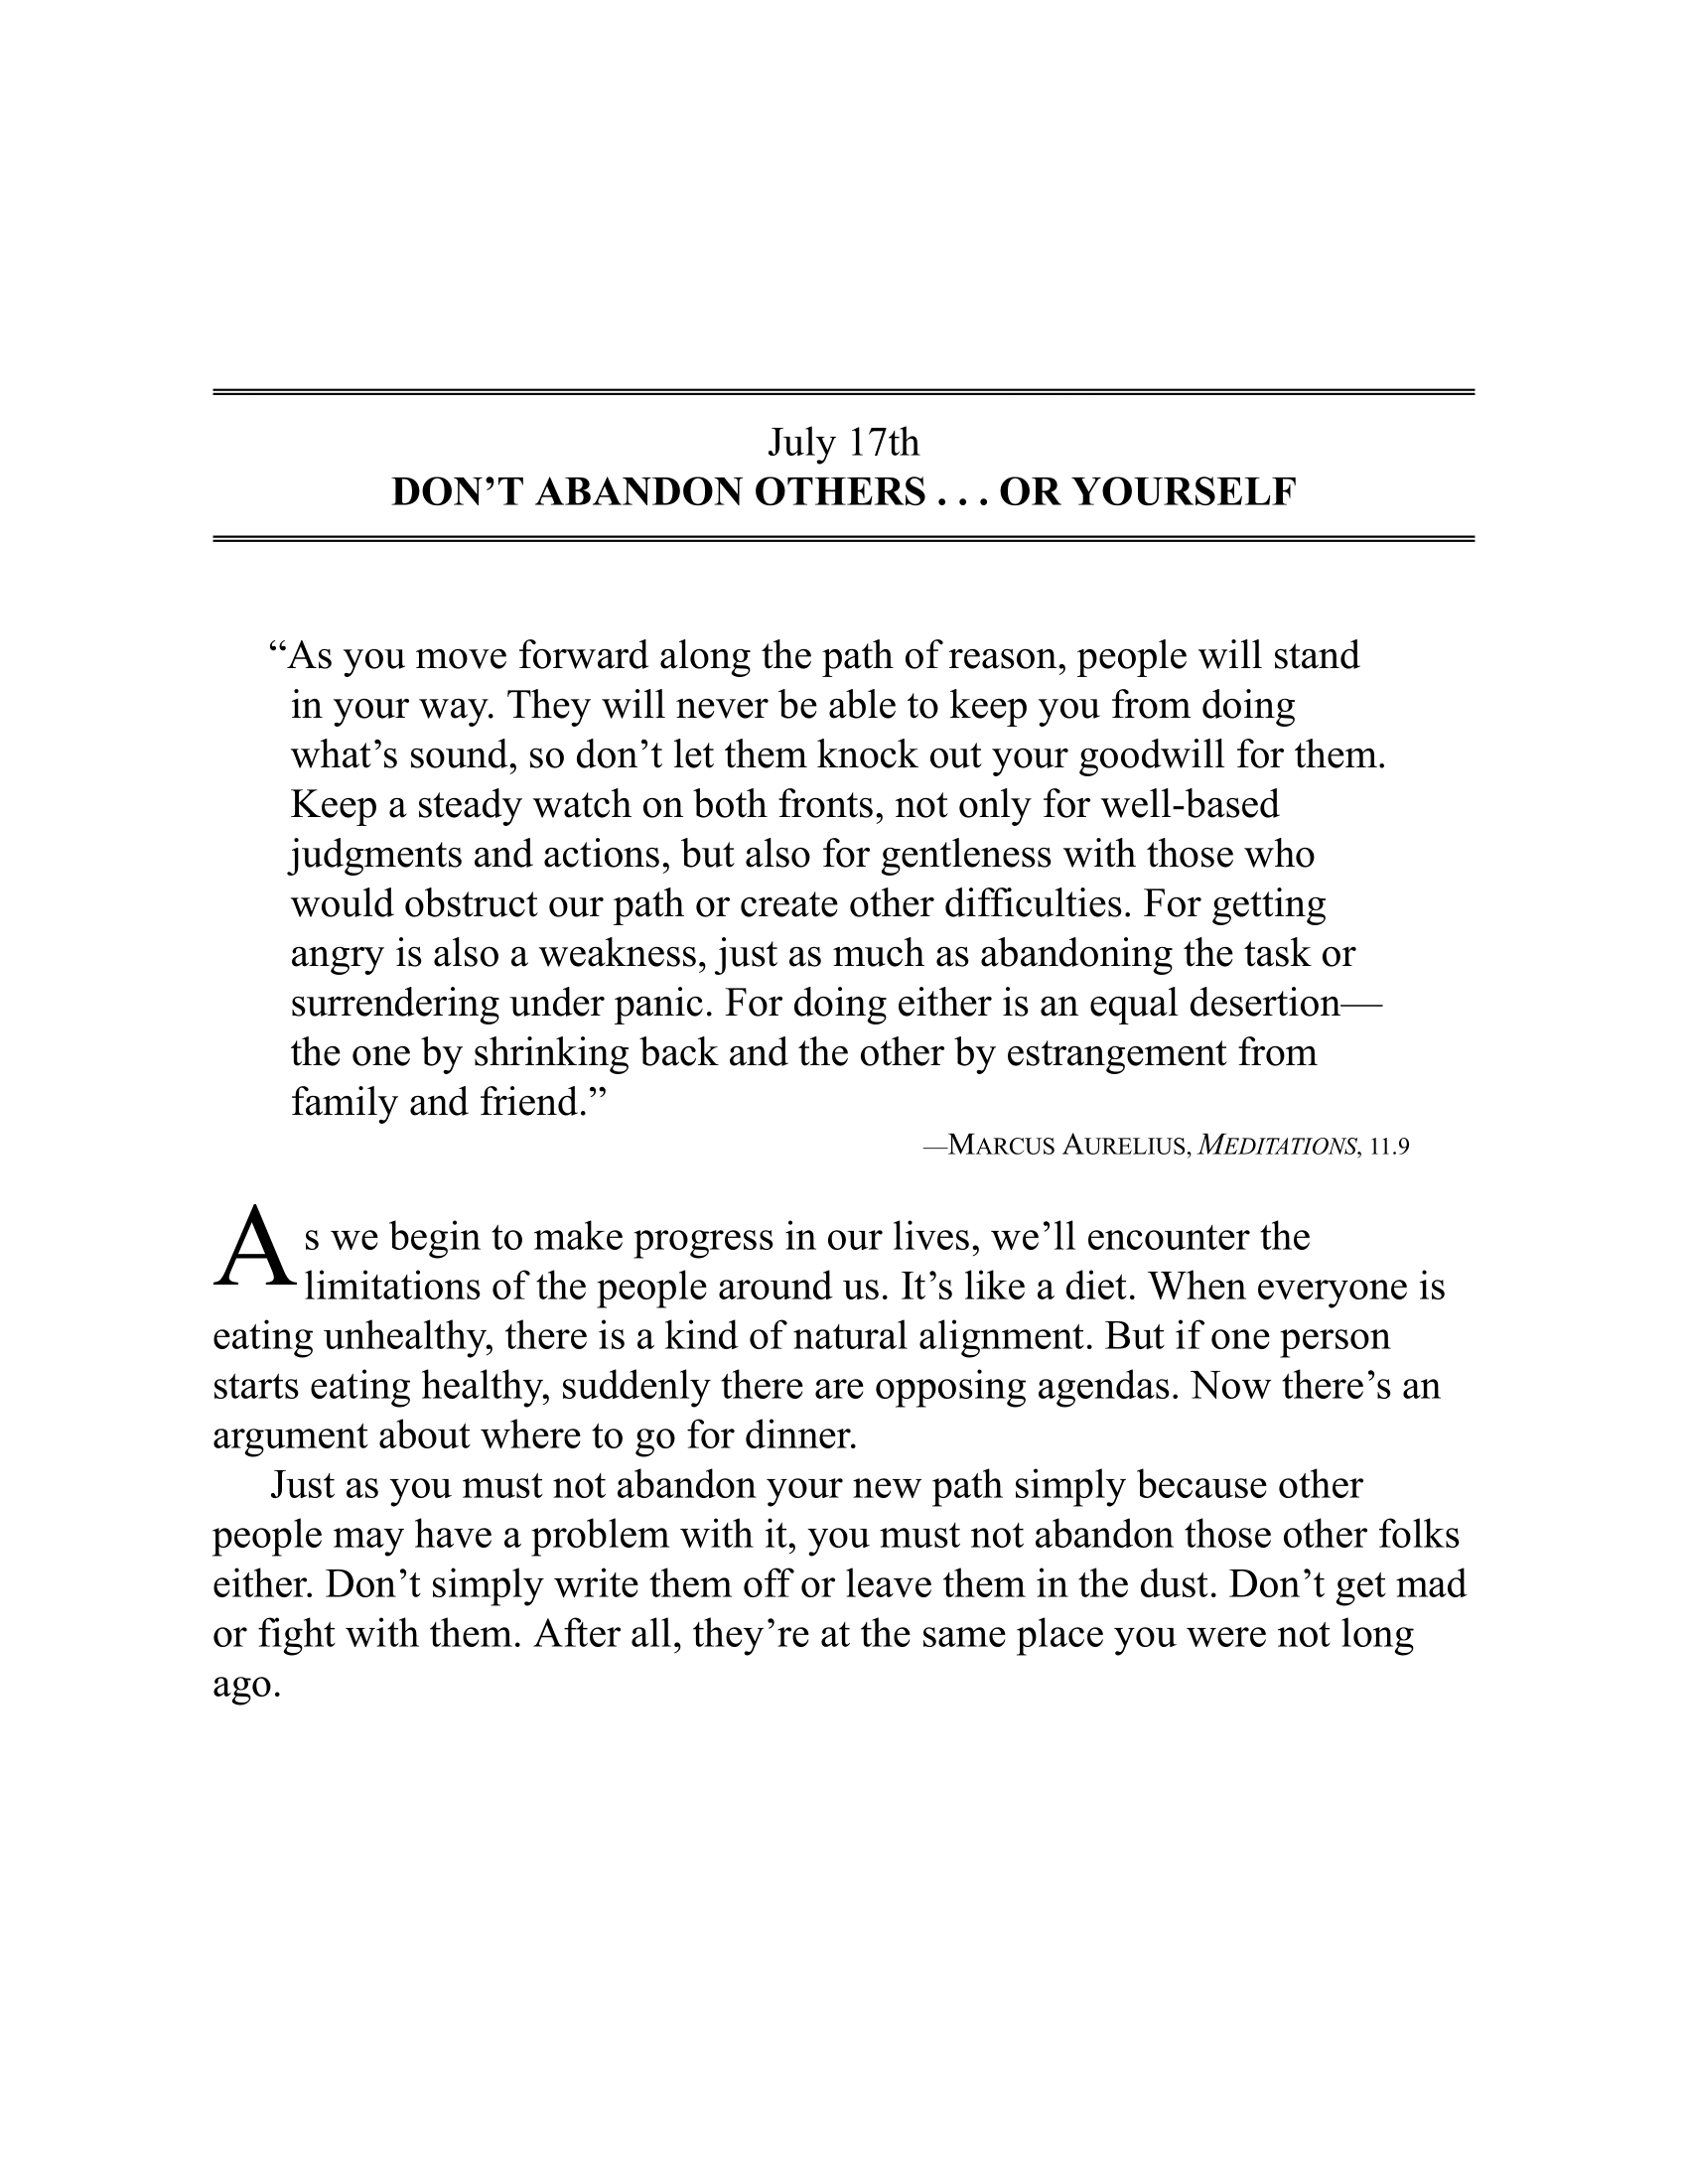 July 17th
DON’T ABANDON OTHERS . . . OR YOURSELF
“As you move forward along the path of reason, people will stand
in your way. They will never be able to keep you from doing
what’s sound, so don’t let them knock out your goodwill for them.
Keep a steady watch on both fronts, not only for well-based
judgments and actions, but also for gentleness with those who
would obstruct our path or create other difficulties. For getting
angry is also a weakness, just as much as abandoning the task or
surrendering under panic. For doing either is an equal desertion—
the one by shrinking back and the other by estrangement from
family and friend.”
—MARCUS AURELIUS, MEDITATIONS, 11.9
As we begin to make progress in our lives, we’ll encounter the
limitations of the people around us. It’s like a diet. When everyone is
eating unhealthy, there is a kind of natural alignment. But if one person
starts eating healthy, suddenly there are opposing agendas. Now there’s an
argument about where to go for dinner.
Just as you must not abandon your new path simply because other
people may have a problem with it, you must not abandon those other folks
either. Don’t simply write them off or leave them in the dust. Don’t get mad
or fight with them. After all, they’re at the same place you were not long
ago.